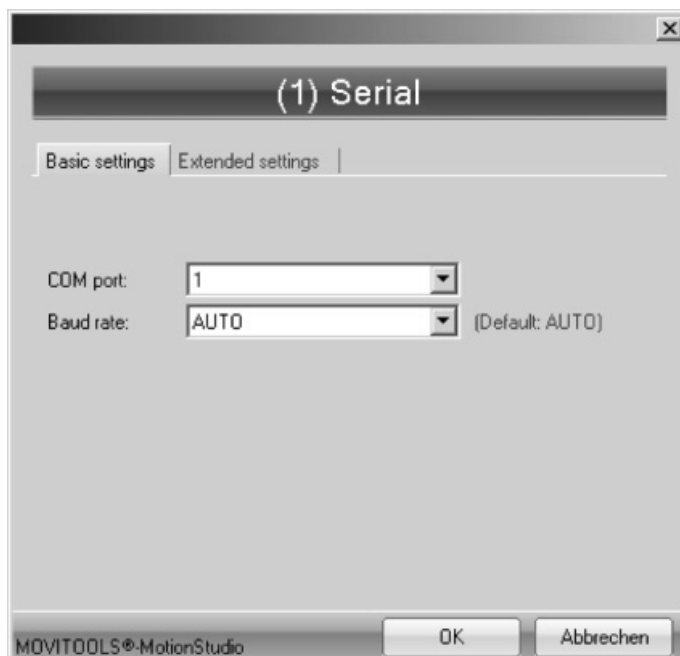 (1) Serial
Basic settings Extended settings
COM port: 1
Baud rate: AUTO (Default: AUTO)
OK Abbrechen
MOVITOOLS®-MotionStudio